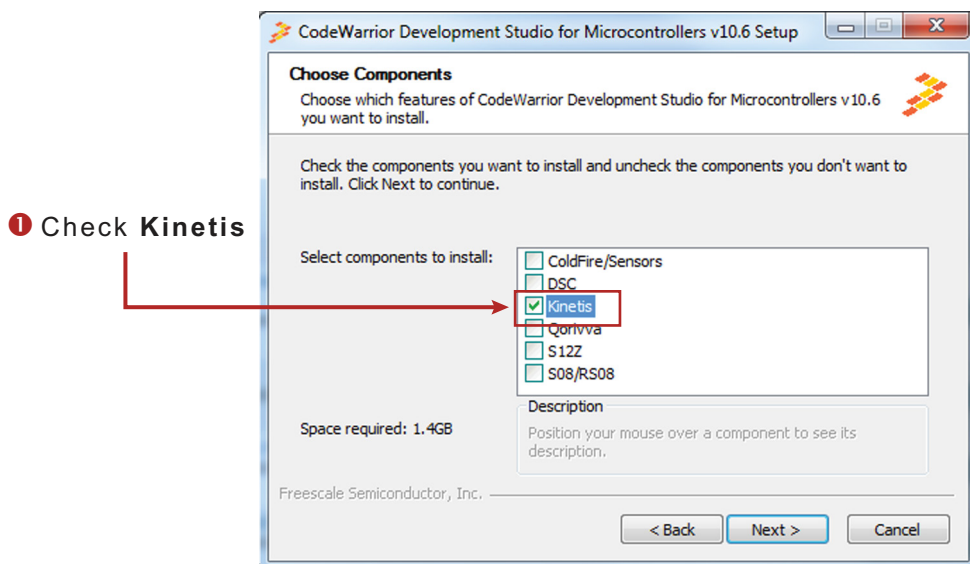 CodeWarrior Development Studio for Microcontrollers v10.6 Setup
Choose Components
Choose which features of CodeWarrior Development Studio for Microcontrollers v10.6
you want to install.
Check the components you want to install and uncheck the components you don't want to
install. Click Next to continue.
❶ Check Kinetis
Select components to install:
ColdFire/Sensors
DSC
Kinetis
Qorivva
S12Z
S08/RS08
Space required: 1.4GB
Description
Position your mouse over a component to see its
description.
Freescale Semiconductor, Inc.
< Back Next > Cancel